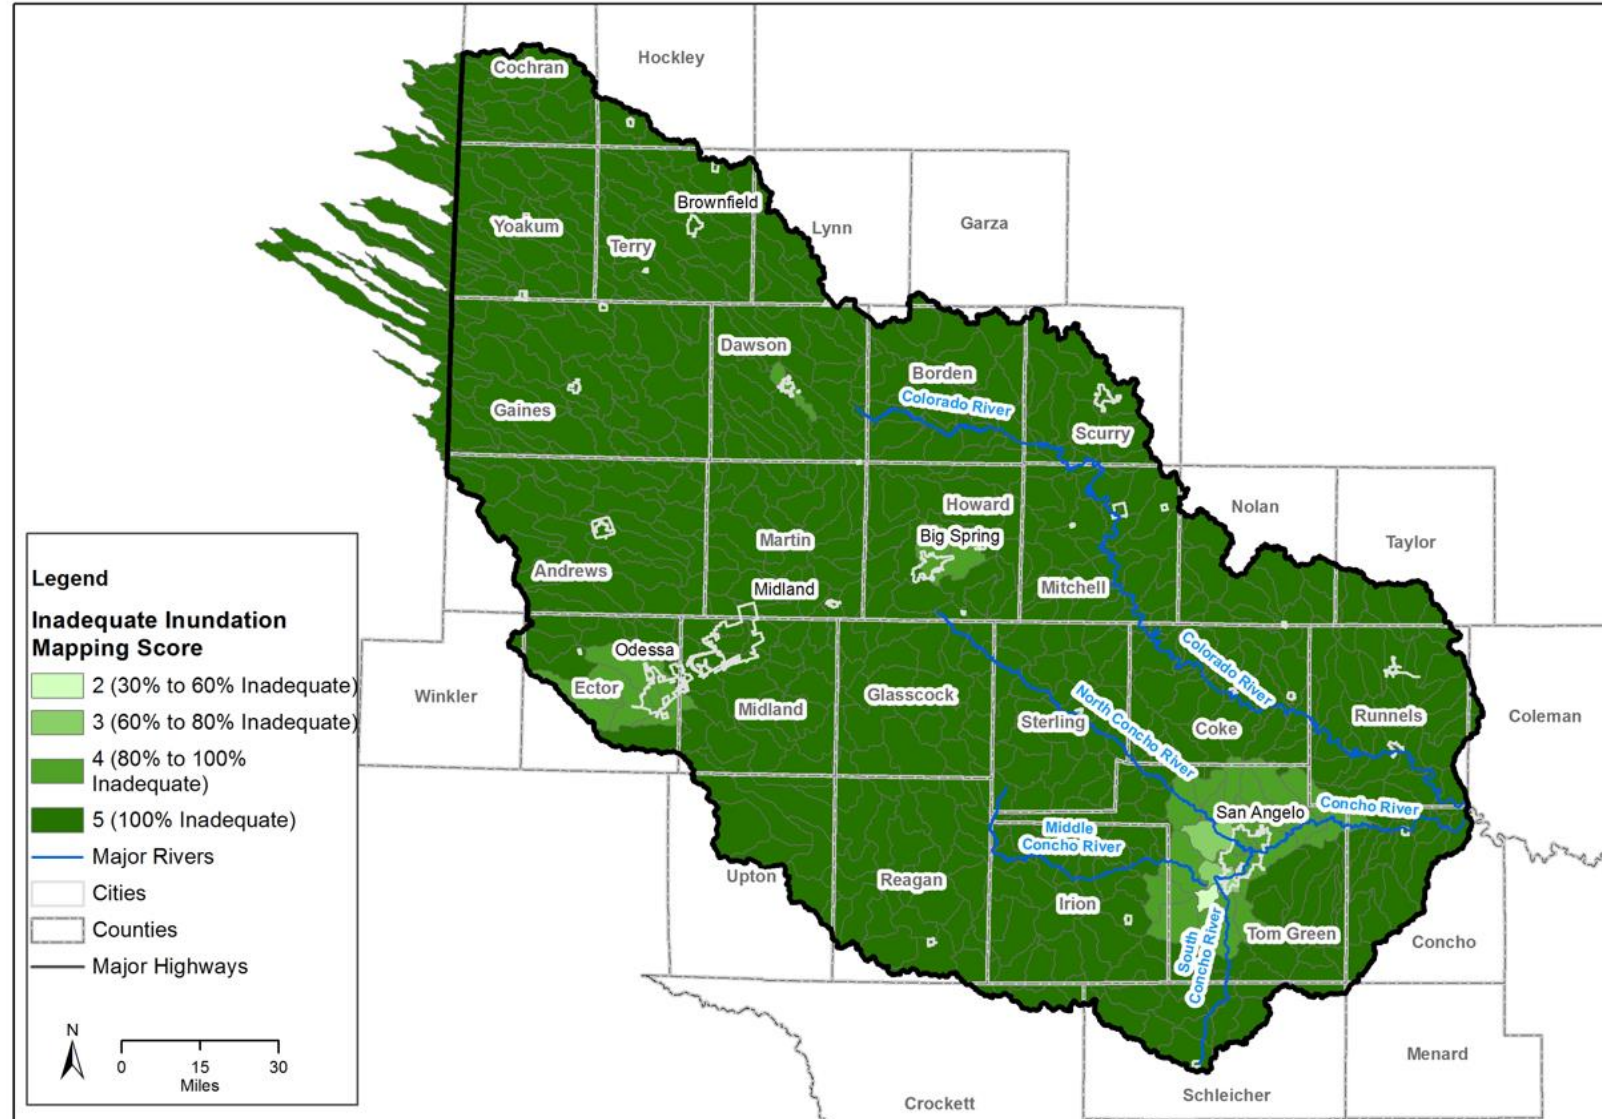 Hockley
Cochran
Brownfield
Yoakum
Terry
Lynn
Garza
Dawson
Borden
Colorado River
Gaines
Scurry
Howard
Big Spring
Nolan
Taylor
Martin
Andrews
Midland
Mitchell
Odessa
Ector
Winkler
Midland
Glasscock
Sterling
North Concho River
Colorado River
Coke
Runnels
Coleman
San Angelo
Concho River
Middle
Concho River
Upton
Reagan
Irion
South
Concho River
Tom Green
Concho
Menard
Schleicher
Crockett
Legend
Inadequate Inundation
Mapping Score
2 (30% to 60% Inadequate)
3 (60% to 80% Inadequate)
4 (80% to 100%
Inadequate)
5 (100% Inadequate)
Major Rivers
Cities
Counties
Major Highways
N
0 15 30
Miles